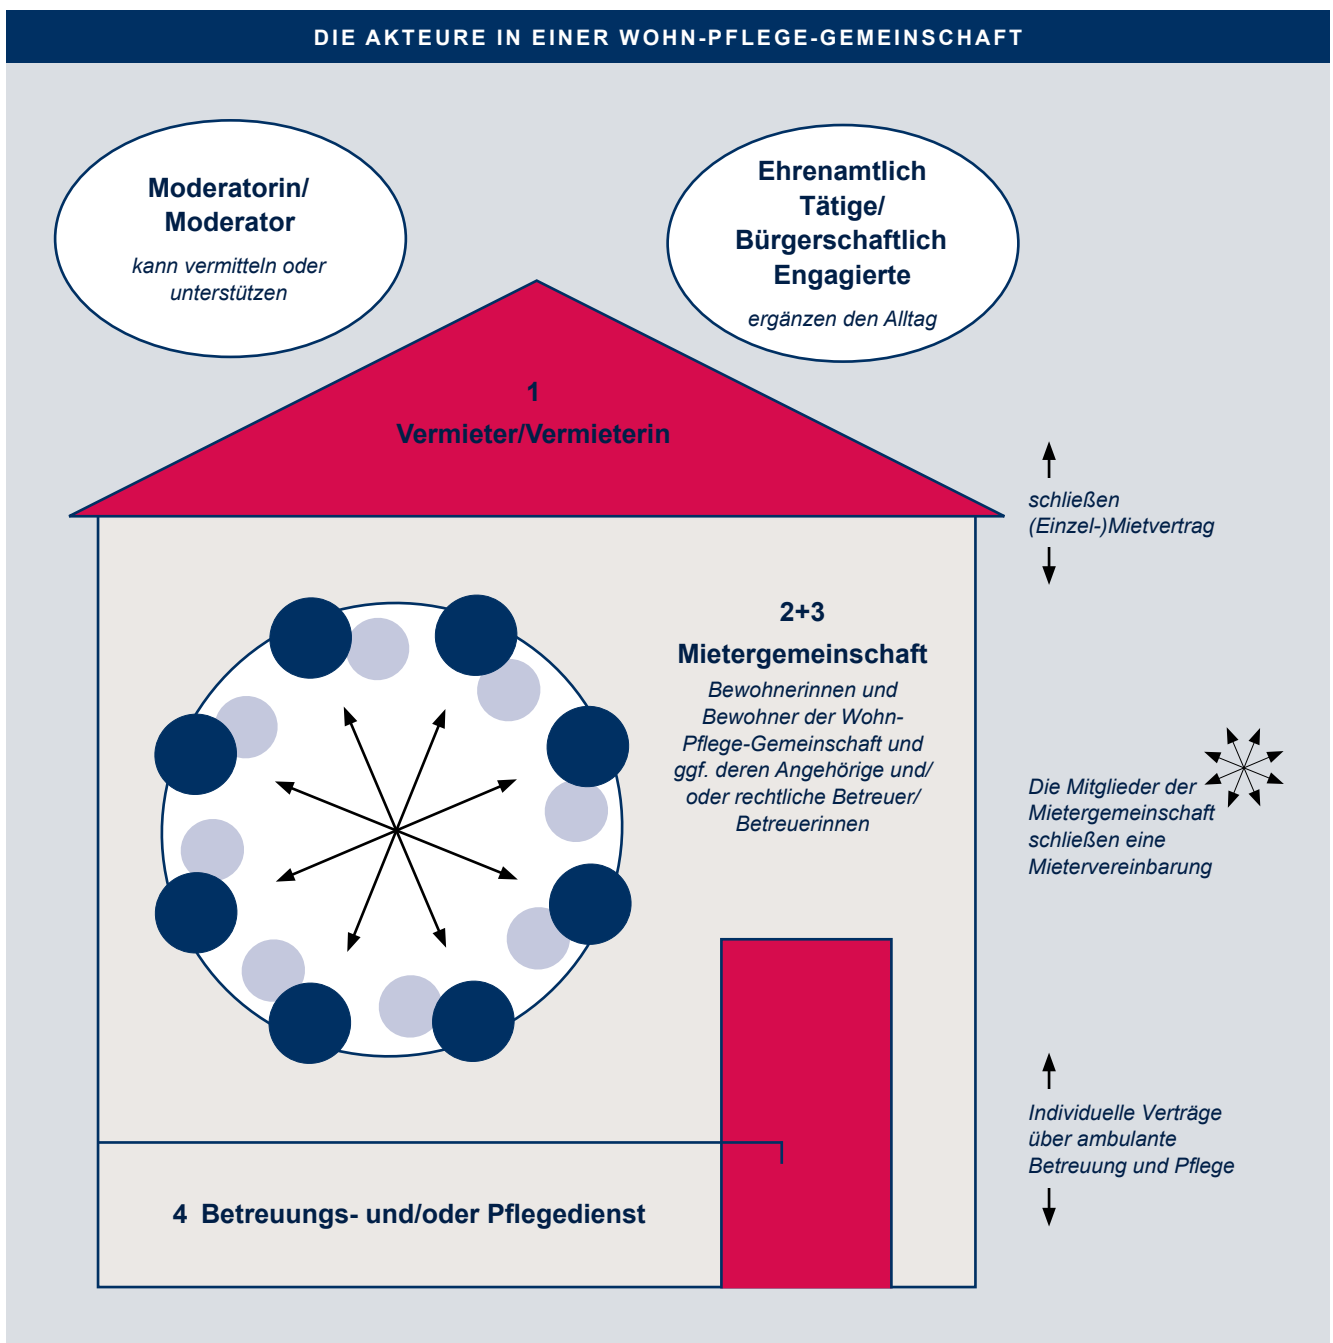 DIE AKTEURE IN EINER WOHN-PFLEGE-GEMEINSCHAFT
Moderatorin/
Moderator
kann vermitteln oder
unterstützen
Ehrenamtlich
Tätige/
Bürgerschaftlich
Engagierte
ergänzen den Alltag
1
Vermieter/Vermieterin
schließen
(Einzel-)Mietvertrag
2+3
Mietergemeinschaft
Bewohnerinnen und
Bewohner der Wohn-
Pflege-Gemeinschaft und
ggf. deren Angehörige und/
oder rechtliche Betreuer/
Betreuerinnen
Die Mitglieder der
Mietergemeinschaft
schließen eine
Mietervereinbarung
Individuelle Verträge
über ambulante
Betreuung und Pflege
4 Betreuungs- und/oder Pflegedienst